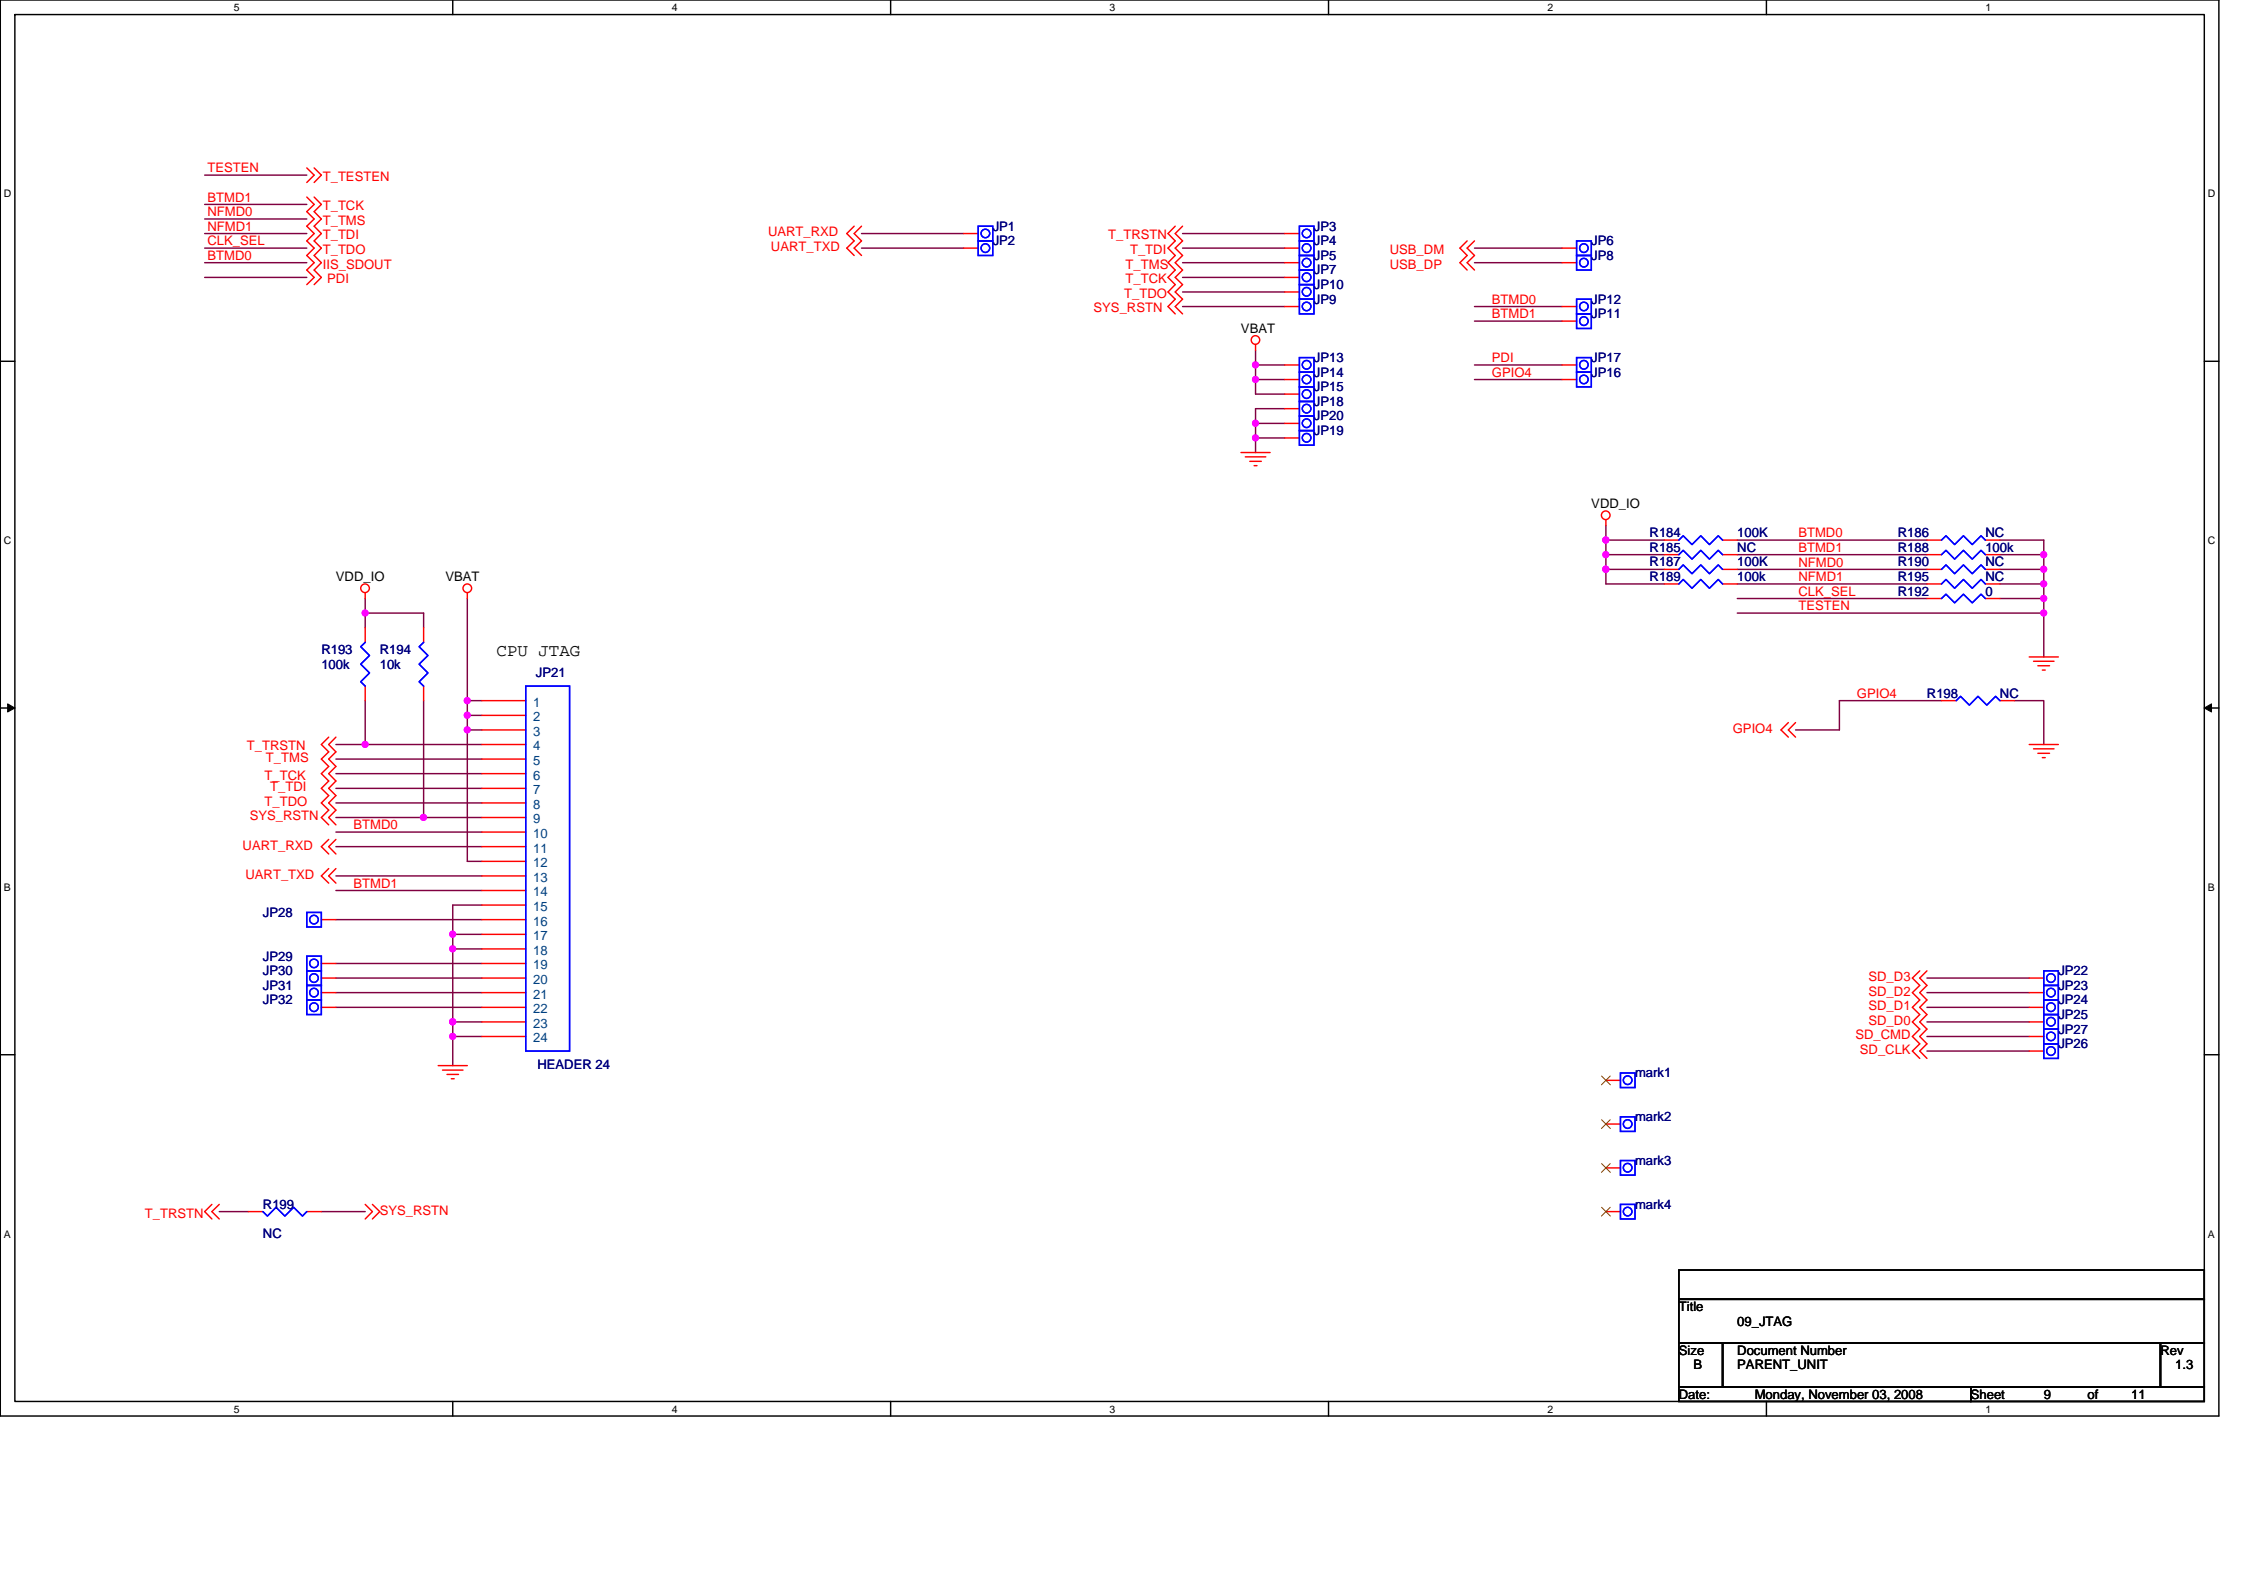 5 4 3 2 1
D D
C C
B B
A A
TESTEN T_TESTEN
BTMD1 T_TCK
NFMD0 T_TMS
NFMD1 T_TDI
CLK_SEL T_TDO
BTMD0 IIS_SDOUT
PDI
UART_RXD JP1
UART_TXD JP2
T_TRSTN JP3
T_TDI JP4
T_TMS JP5
T_TCK JP7
T_TDO JP10
SYS_RSTN JP9
VBAT
JP13
JP14
JP15
JP18
JP20
JP19
USB_DM JP6
USB_DP JP8
BTMD0 JP12
BTMD1 JP11
PDI JP17
GPIO4 JP16
VDD_IO
R184 100K BTMD0 R186 NC
R185 NC BTMD1 R188 100k
R187 100K NFMD0 R190 NC
R189 100k NFMD1 R195 NC
CLK_SEL R192 0
TESTEN
GPIO4 R198 NC
GPIO4
VDD_IO VBAT
R193 R194
100k 10k
CPU JTAG
JP21
1
2
3
T_TRSTN 4
T_TMS 5
T_TCK 6
T_TDI 7
T_TDO 8
SYS_RSTN 9
BTMD0 10
UART_RXD 11
12
UART_TXD 13
BTMD1 14
15
JP28 16
17
18
JP29 19
JP30 20
JP31 21
JP32 22
23
24
HEADER 24
SD_D3 JP22
SD_D2 JP23
SD_D1 JP24
SD_D0 JP25
SD_CMD JP27
SD_CLK JP26
mark1
mark2
mark3
mark4
T_TRSTN R199 SYS_RSTN
NC
Title
09_JTAG
Size Document Number Rev
B PARENT_UNIT 1.3
Date: Monday, November 03, 2008 Sheet 9 of 11
5 4 3 2 1